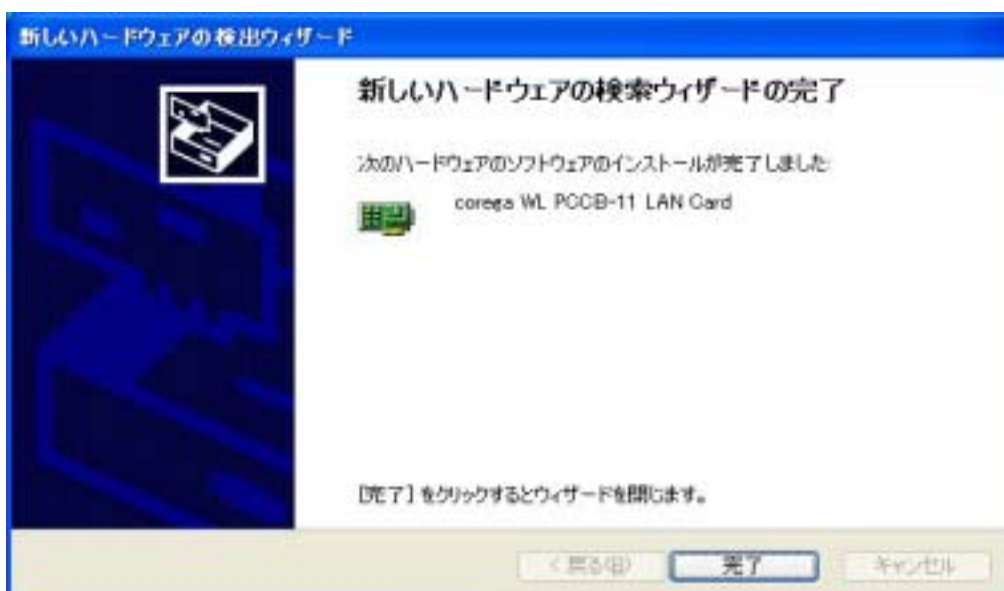 新しいハードウェアの検出ウィザード
新しいハードウェアの検索ウィザードの完了
次のハードウェアのソフトウェアのインストールが完了しました:
corega WL PCCB-11 LAN Card
[完了] をクリックするとウィザードを閉じます。
< 戻る(B)
完了
キャンセル